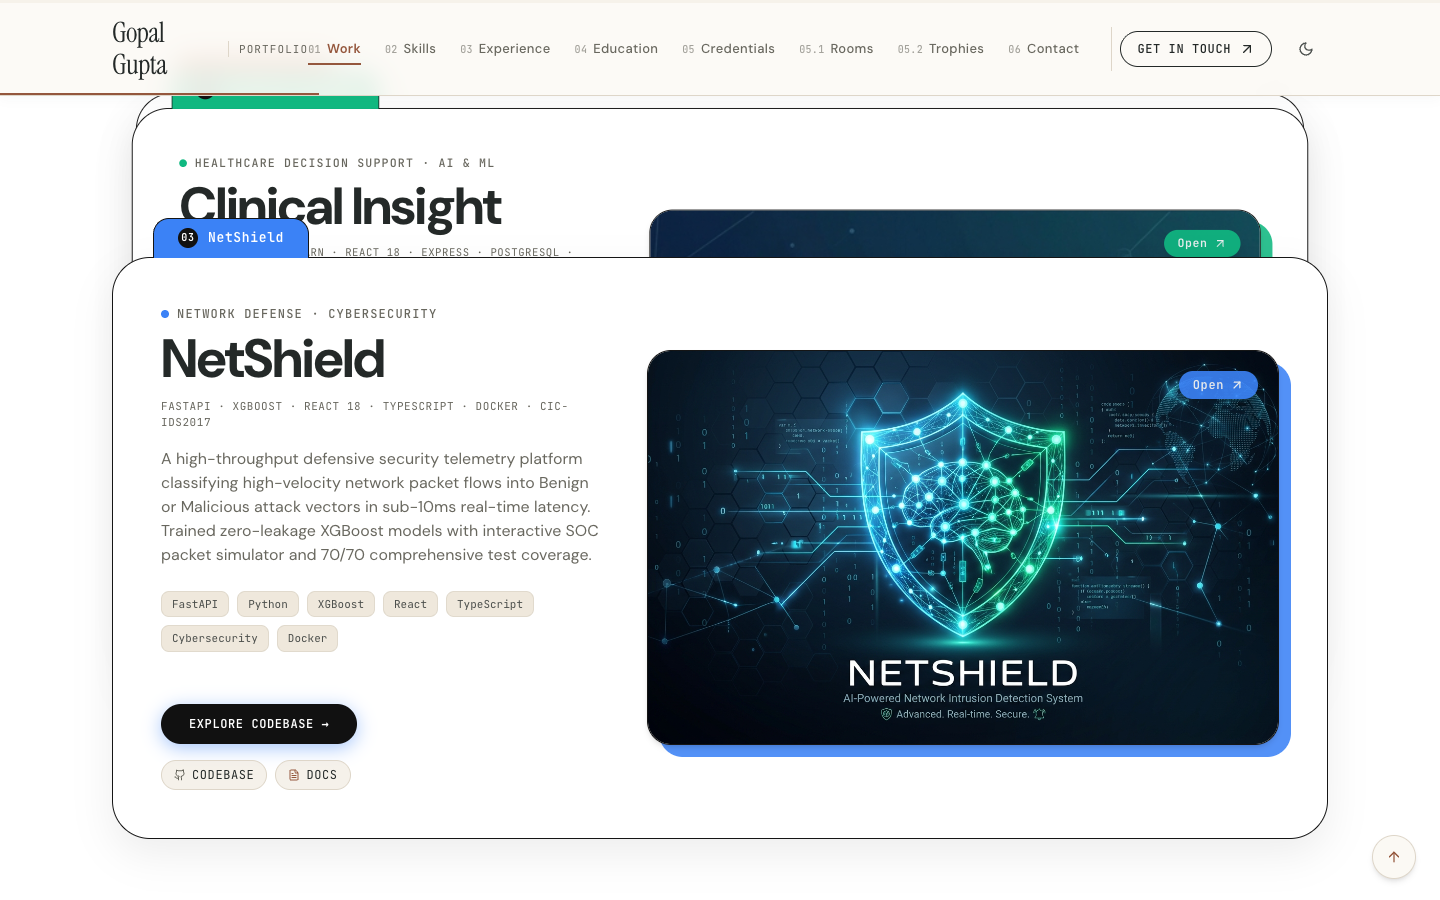 Gopal
Gupta
PORTFOLIO
01 Work
02 Skills
03 Experience
04 Education
05 Credentials
05.1 Rooms
05.2 Trophies
06 Contact
GET IN TOUCH
HEALTHCARE DECISION SUPPORT · AI & ML
Clinical Insight
REACT 18 · EXPRESS · POSTGRESQL ·
Open
03 NetShield
NETWORK DEFENSE · CYBERSECURITY
NetShield
FASTAPI · XGBOOST · REACT 18 · TYPESCRIPT · DOCKER · CIC-
IDS2017
A high-throughput defensive security telemetry platform
classifying high-velocity network packet flows into Benign
or Malicious attack vectors in sub-10ms real-time latency.
Trained zero-leakage XGBoost models with interactive SOC
packet simulator and 70/70 comprehensive test coverage.
FastAPI
Python
XGBoost
React
TypeScript
Cybersecurity
Docker
EXPLORE CODEBASE →
CODEBASE
DOCS
Open
NETSHIELD
AI-Powered Network Intrusion Detection System
Advanced. Real-time. Secure.